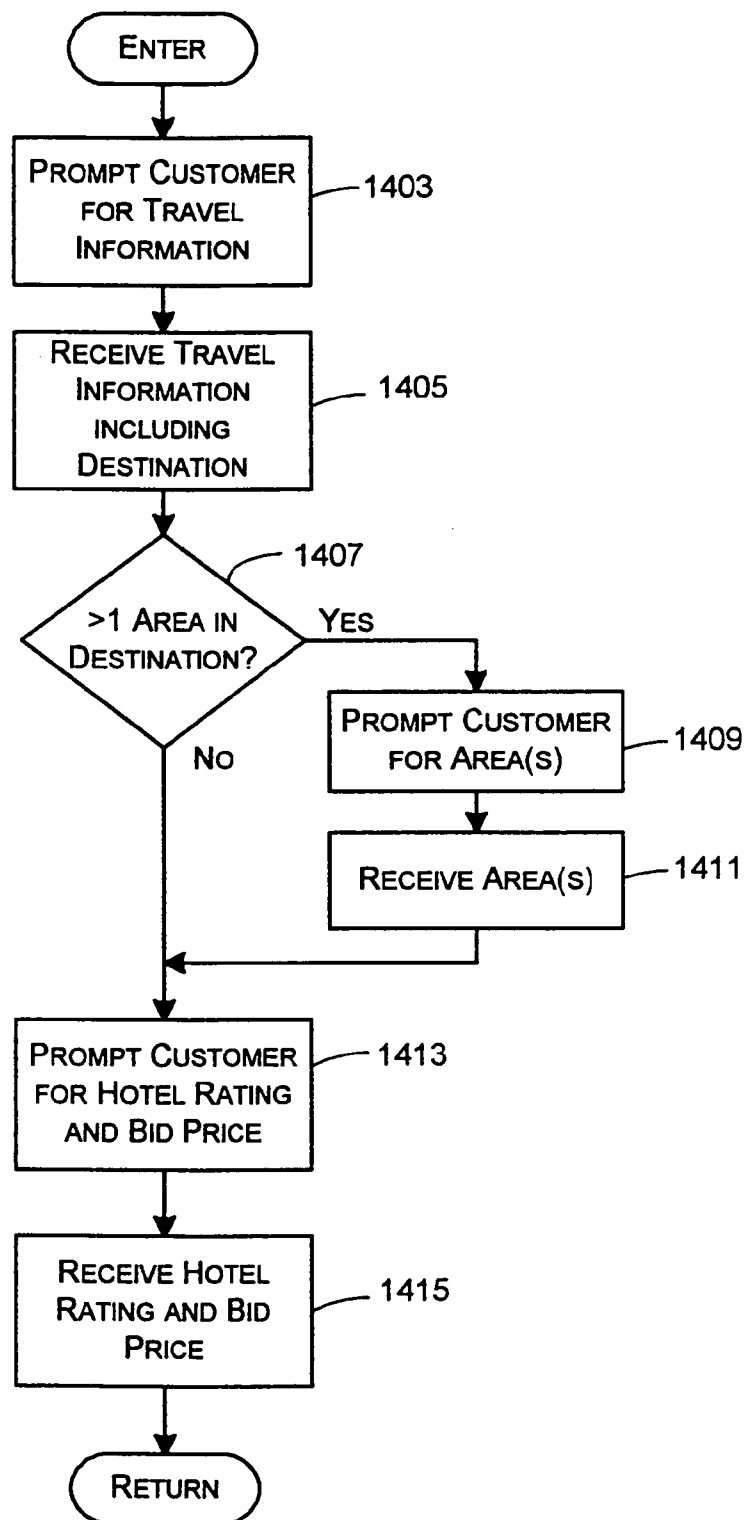 ENTER
PROMPT CUSTOMER
FOR TRAVEL
INFORMATION
1403
RECEIVE TRAVEL
INFORMATION
INCLUDING
DESTINATION
1405
1407
>1 AREA IN
DESTINATION?
YES
NO
PROMPT CUSTOMER
FOR AREA(S)
1409
RECEIVE AREA(S)
1411
PROMPT CUSTOMER
FOR HOTEL RATING
AND BID PRICE
1413
RECEIVE HOTEL
RATING AND BID
PRICE
1415
RETURN